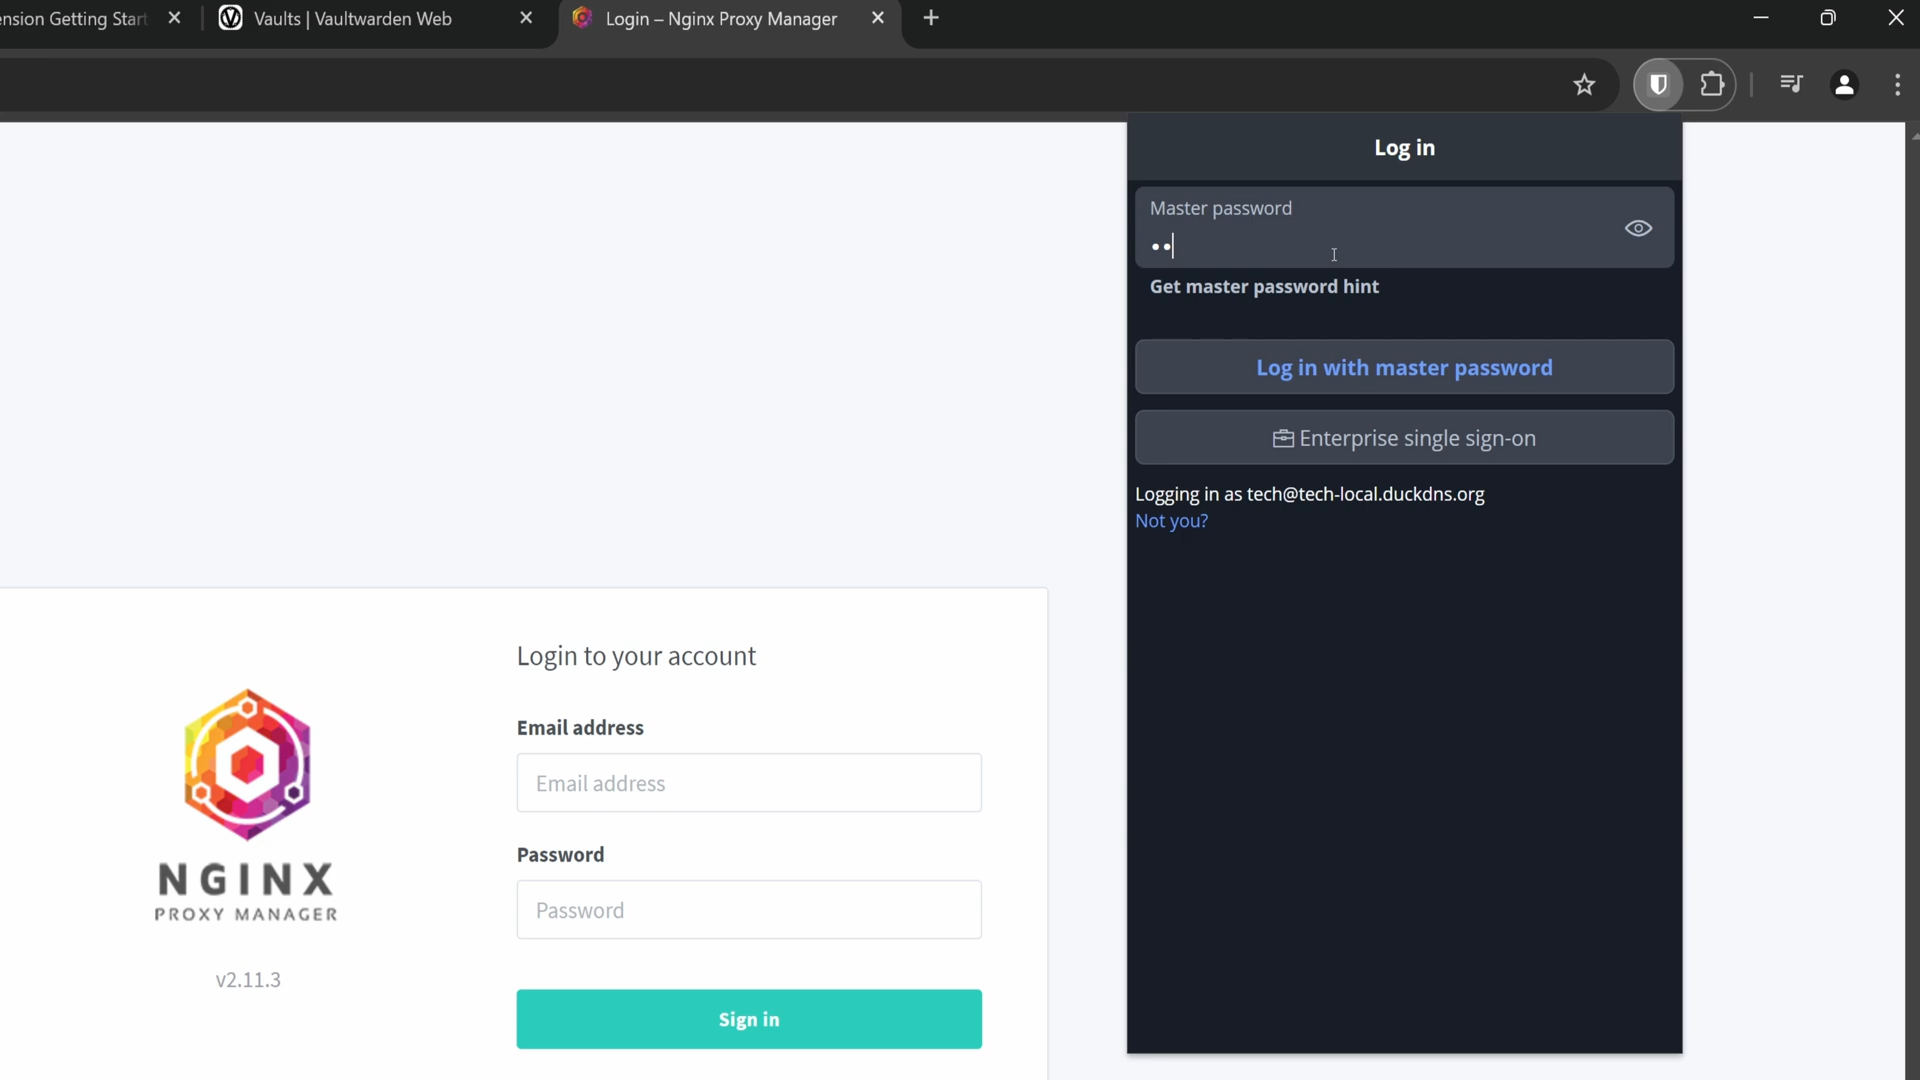 ension Getting Start
Vaults | Vaultwarden Web
Login – Nginx Proxy Manager
Log in
Master password
••
Get master password hint
Log in with master password
Enterprise single sign-on
Logging in as tech@tech-local.duckdns.org
Not you?
Login to your account
Email address
Email address
Password
Password
Sign in
NGINX
PROXY MANAGER
v2.11.3